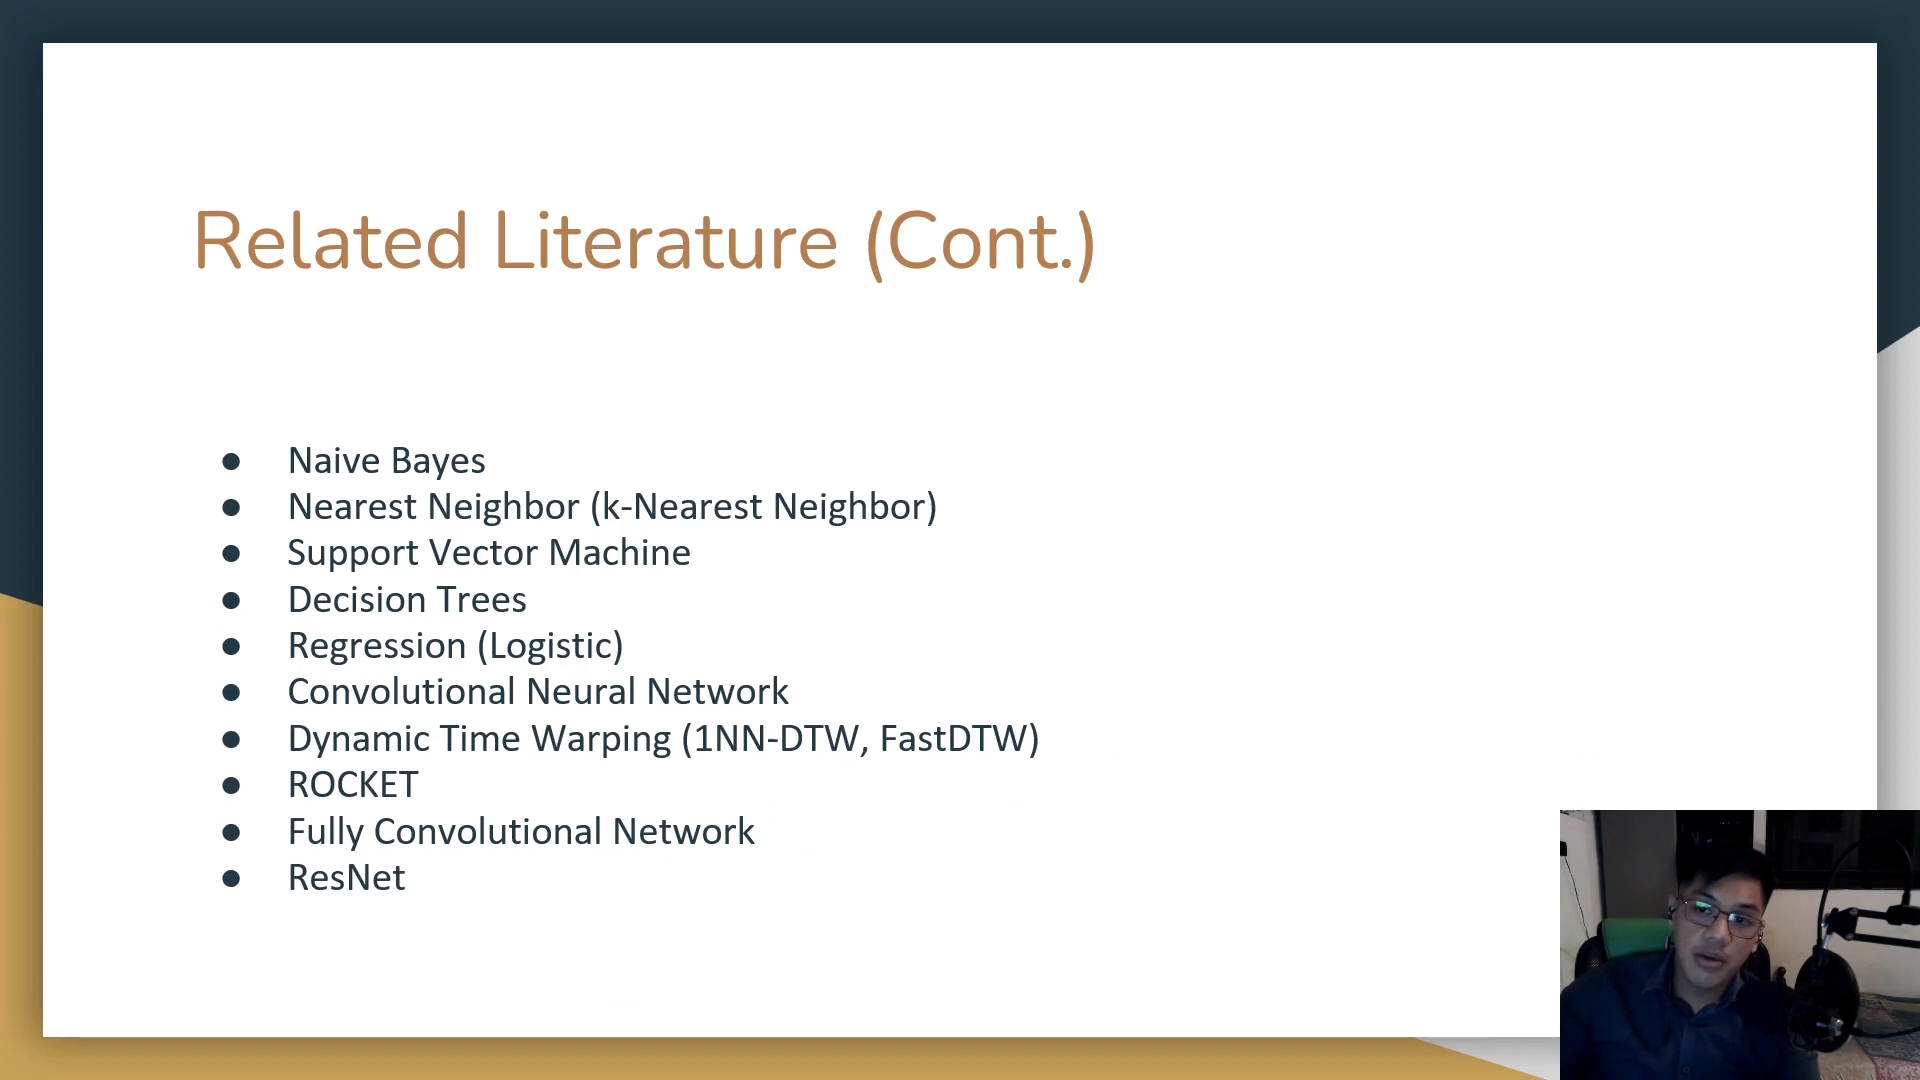 Related Literature (Cont.)
● Naive Bayes
● Nearest Neighbor (k-Nearest Neighbor)
● Support Vector Machine
● Decision Trees
● Regression (Logistic)
● Convolutional Neural Network
● Dynamic Time Warping (1NN-DTW, FastDTW)
● ROCKET
● Fully Convolutional Network
● ResNet